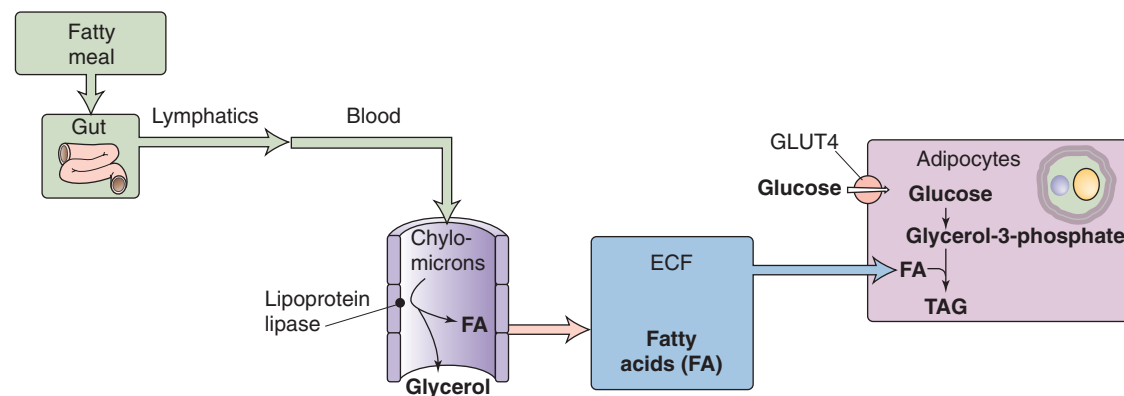 Fatty
meal
Gut
Lymphatics
Blood
Chylo-
microns
Lipoprotein
lipase
FA
Glycerol
ECF
Fatty
acids (FA)
GLUT4
Glucose
Adipocytes
Glucose
Glycerol-3-phosphate
FA
TAG